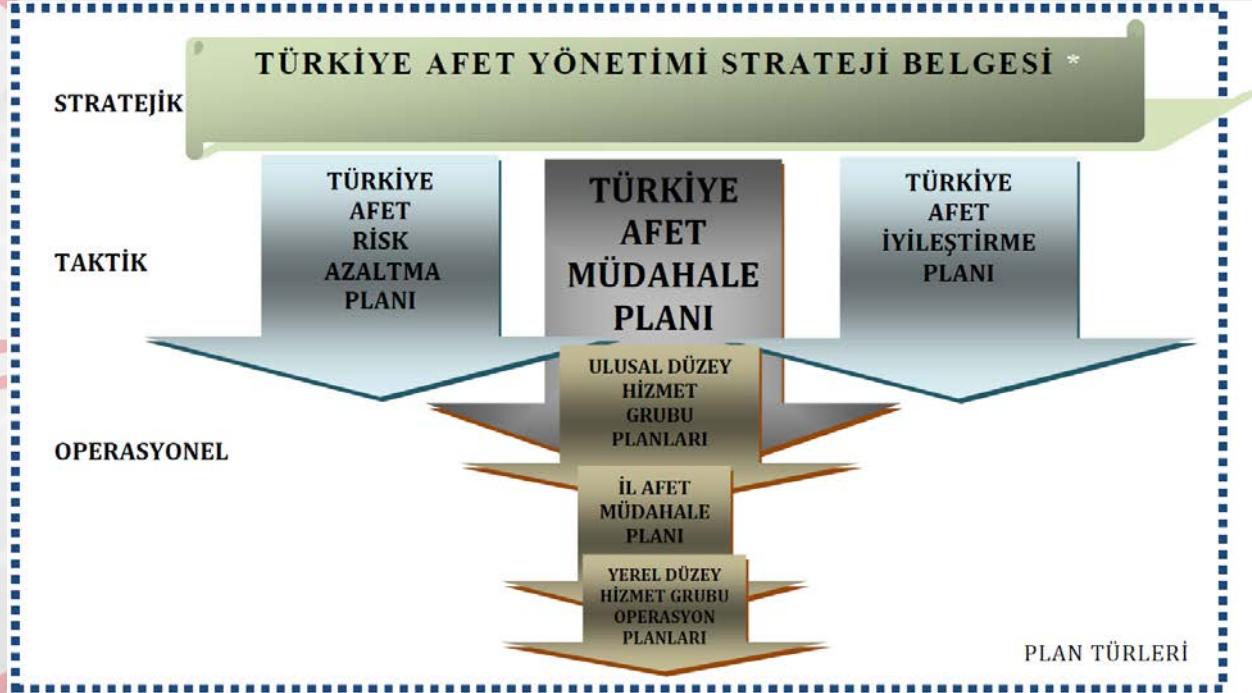 TÜRKİYE AFET YÖNETİMİ STRATEJİ BELGESİ *
STRATEJİK
TÜRKİYE
AFET
RİSK
AZALTMA
PLANI
TÜRKİYE
AFET
MÜDAHALE
PLANI
TÜRKİYE
AFET
İYİLEŞTİRME
PLANI
TAKTİK
ULUSAL DÜZEY
HİZMET
GRUBU
PLANLARI
OPERASYONEL
İL AFET
MÜDAHALE
PLANI
YEREL DÜZEY
HİZMET GRUBU
OPERASYON
PLANLARI
PLAN TÜRLERİ